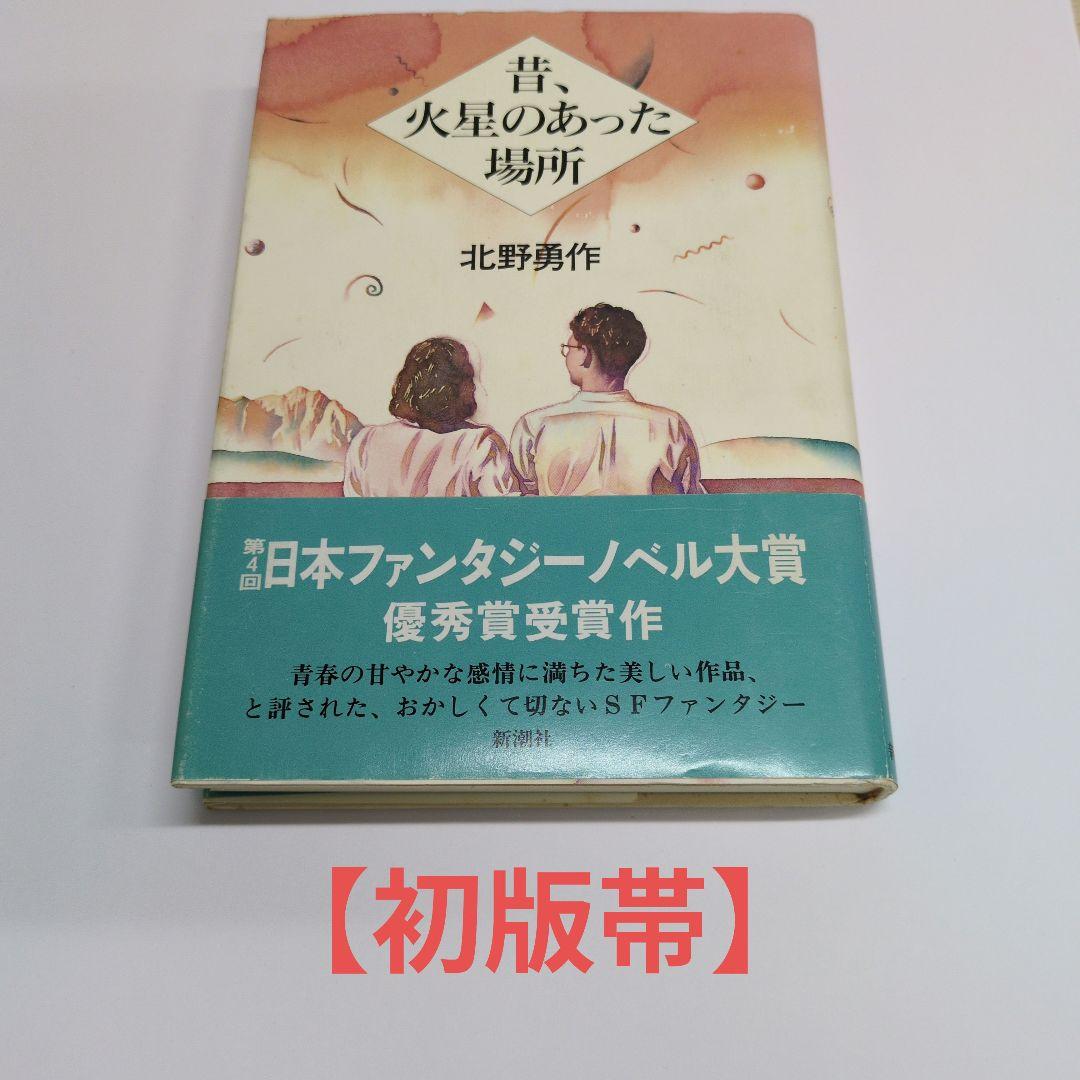 昔、
火星のあった
場所
北野勇作
第4回日本ファンタジーノベル大賞
優秀賞受賞作
青春の甘やかな感情に満ちた美しい作品、
と評された、おかしくて切ないＳＦファンタジー
新潮社
【初版帯】